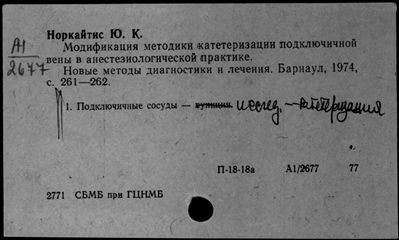 Норкайтис Ю. К.
А1
2677
Модификация методики катетеризации подключичной
вены в анестезиологической практике.
Новые методы диагностики и лечения. Барнаул, 1974,
с. 261—262.
1. Подключичные сосуды — исслед. — катетеризация
П-18-18а А1/2677 77
2771 СБМБ при ГЦНМБ